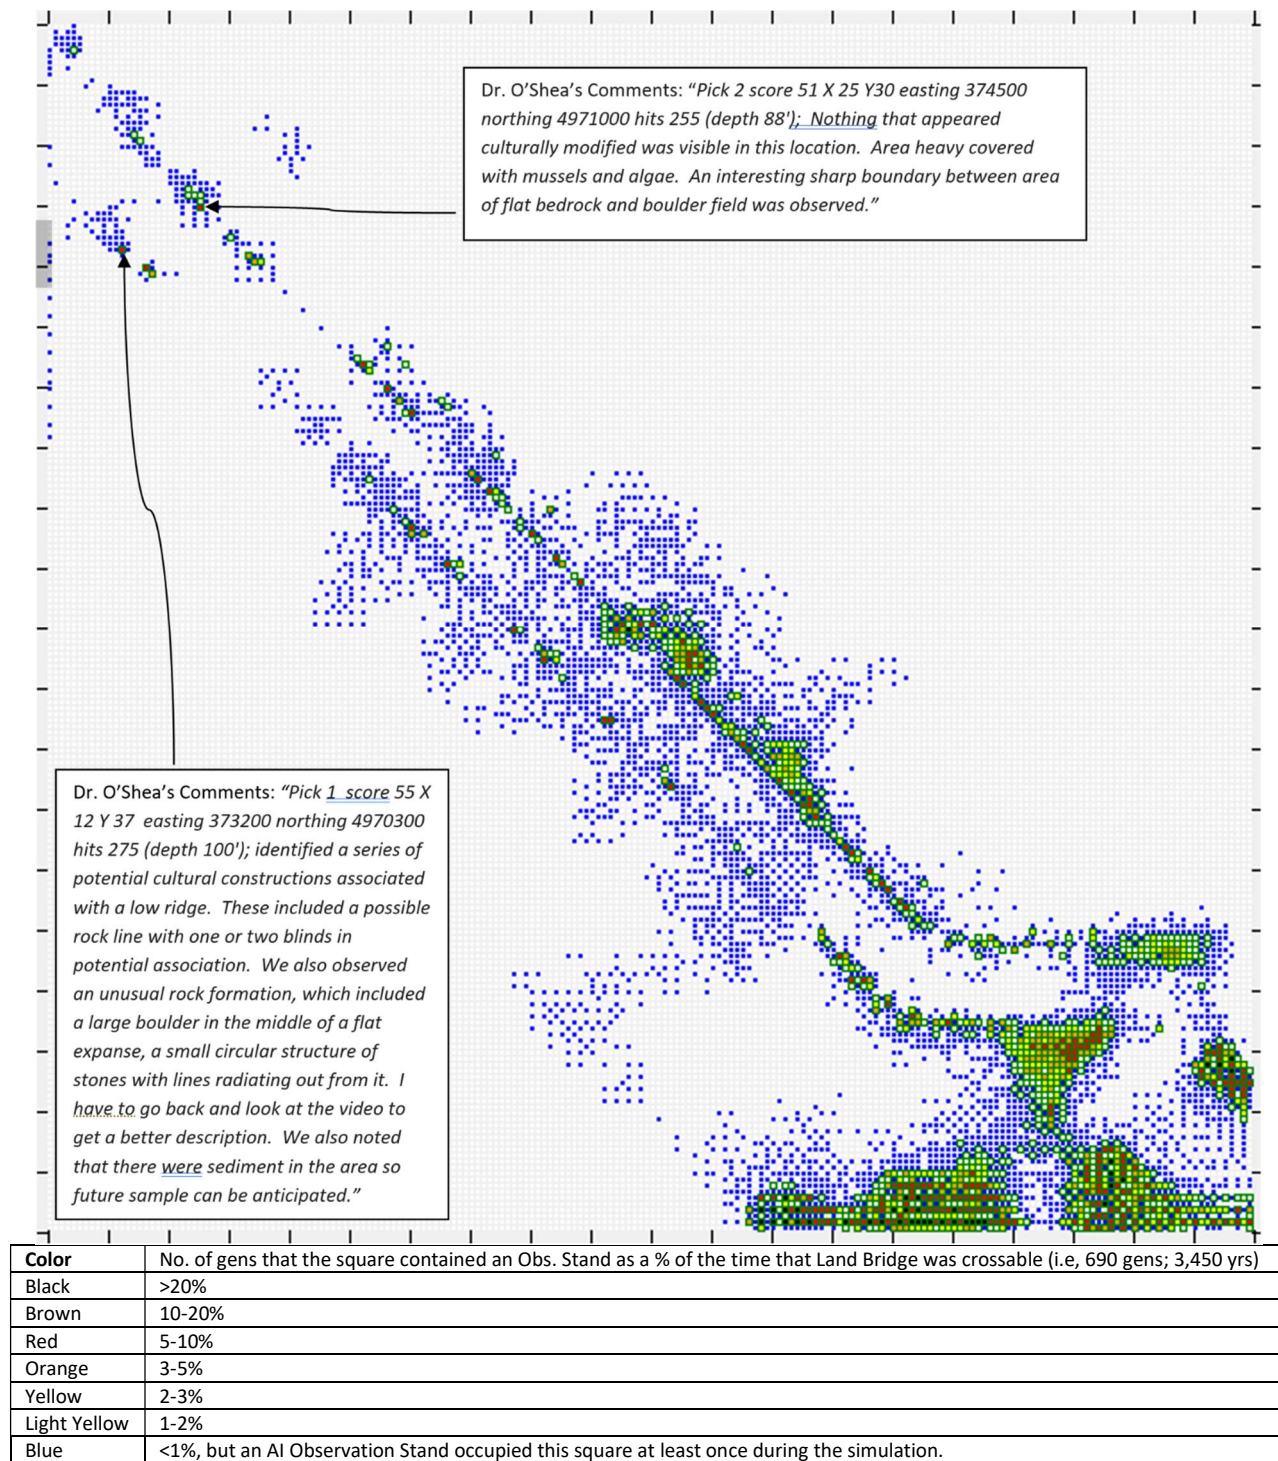 Dr. O'Shea's Comments: “Pick 2 score 51 X 25 Y30 easting 374500
northing 4971000 hits 255 (depth 88'); Nothing that appeared
culturally modified was visible in this location. Area heavy covered
with mussels and algae. An interesting sharp boundary between area
of flat bedrock and boulder field was observed.”
Dr. O'Shea's Comments: “Pick 1 score 55 X
12 Y 37 easting 373200 northing 4970300
hits 275 (depth 100'); identified a series of
potential cultural constructions associated
with a low ridge. These included a possible
rock line with one or two blinds in
potential association. We also observed
an unusual rock formation, which included
a large boulder in the middle of a flat
expanse, a small circular structure of
stones with lines radiating out from it. I
have to go back and look at the video to
get a better description. We also noted
that there were sediment in the area so
future sample can be anticipated.”
Color No. of gens that the square contained an Obs. Stand as a % of the time that Land Bridge was crossable (i.e, 690 gens; 3,450 yrs)
Black >20%
Brown 10-20%
Red 5-10%
Orange 3-5%
Yellow 2-3%
Light Yellow 1-2%
Blue <1%, but an AI Observation Stand occupied this square at least once during the simulation.